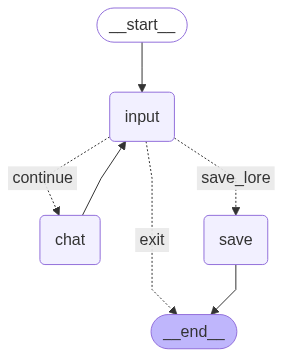 __start__
input
continue
save_lore
chat
exit
save
__end__